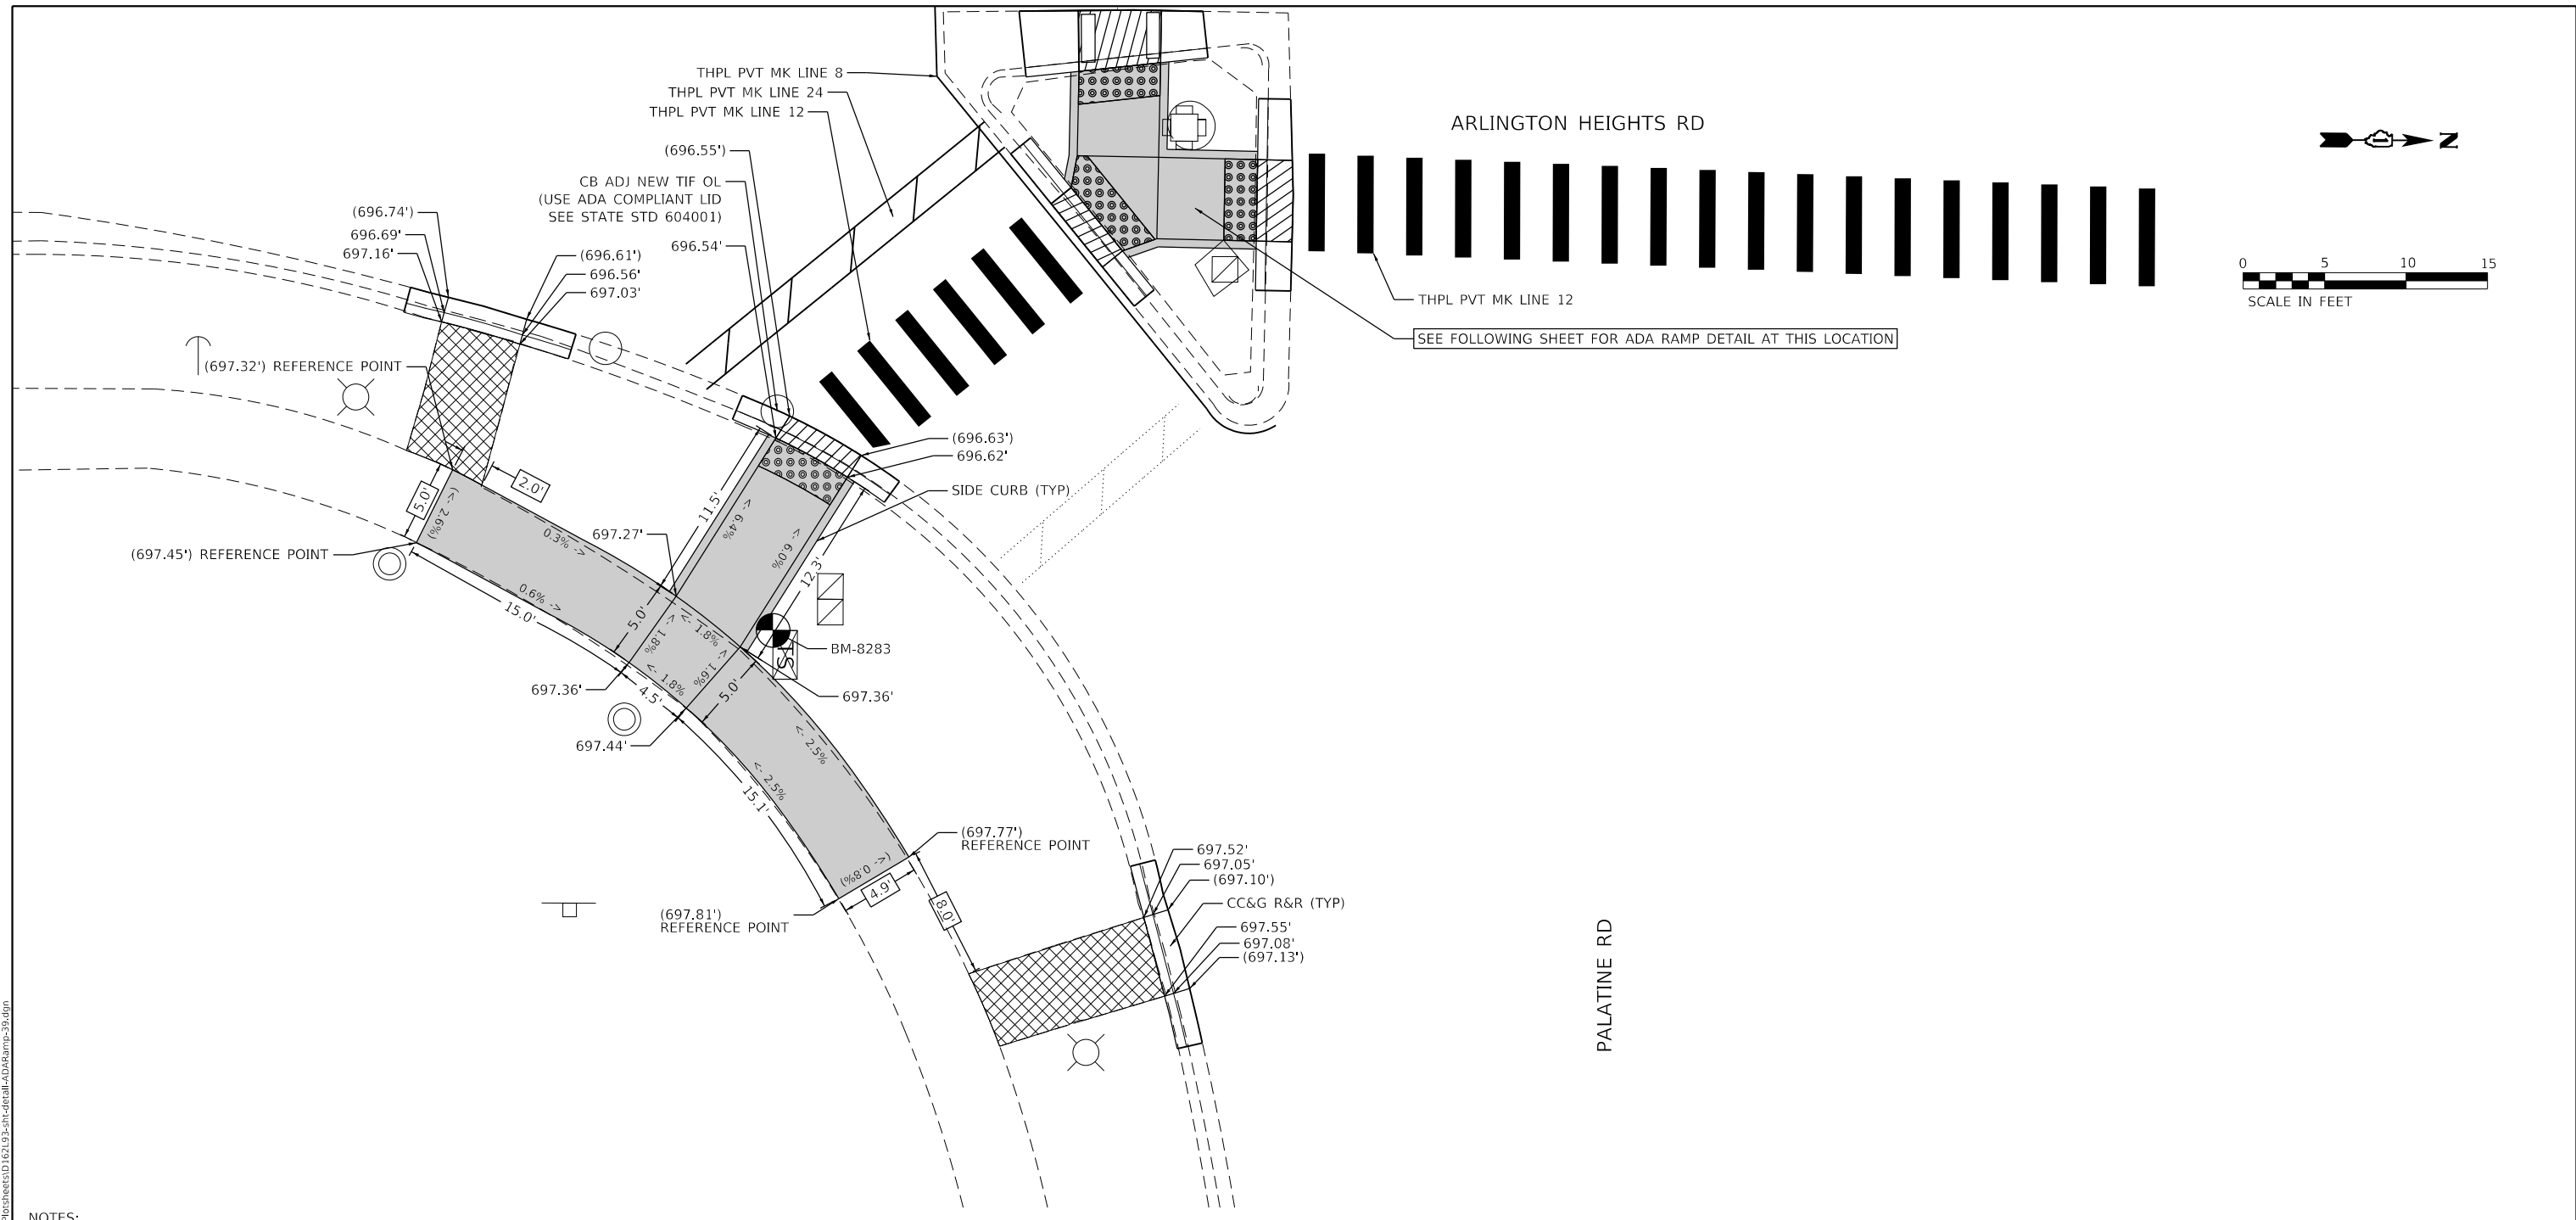 THPL PVT MK LINE 8
THPL PVT MK LINE 24
THPL PVT MK LINE 12
(696.55')
CB ADJ NEW TIF OL
(USE ADA COMPLIANT LID
SEE STATE STD 604001)
696.54'
(696.74')
696.69'
697.16'
(696.61')
696.56'
697.03'
(697.32') REFERENCE POINT
ARLINGTON HEIGHTS RD
N
0 5 10 15
SCALE IN FEET
THPL PVT MK LINE 12
SEE FOLLOWING SHEET FOR ADA RAMP DETAIL AT THIS LOCATION
(696.63')
696.62'
SIDE CURB (TYP)
2.0'
5.0'
(<- 2.6%)
11.5'
<- 6.4%
<- 6.0%
12.3'
0.3% ->
697.27'
(697.45') REFERENCE POINT
0.6% ->
15.0'
5.0'
<- 1.8%
<- 1.8%
<- 1.8%
<- 1.6%
BM-8283
ST
697.36'
4.5'
5.0'
697.36'
697.44'
<- 2.5%
<- 2.5%
15.1'
(697.77')
REFERENCE POINT
(<- 0.8%)
4.9'
8.0'
(697.81')
REFERENCE POINT
697.52'
697.05'
(697.10')
CC&G R&R (TYP)
697.55'
697.08'
(697.13')
PALATINE RD
Plotsheets\D162L93-sht-detail-ADARamp-39.dgn
NOTES: